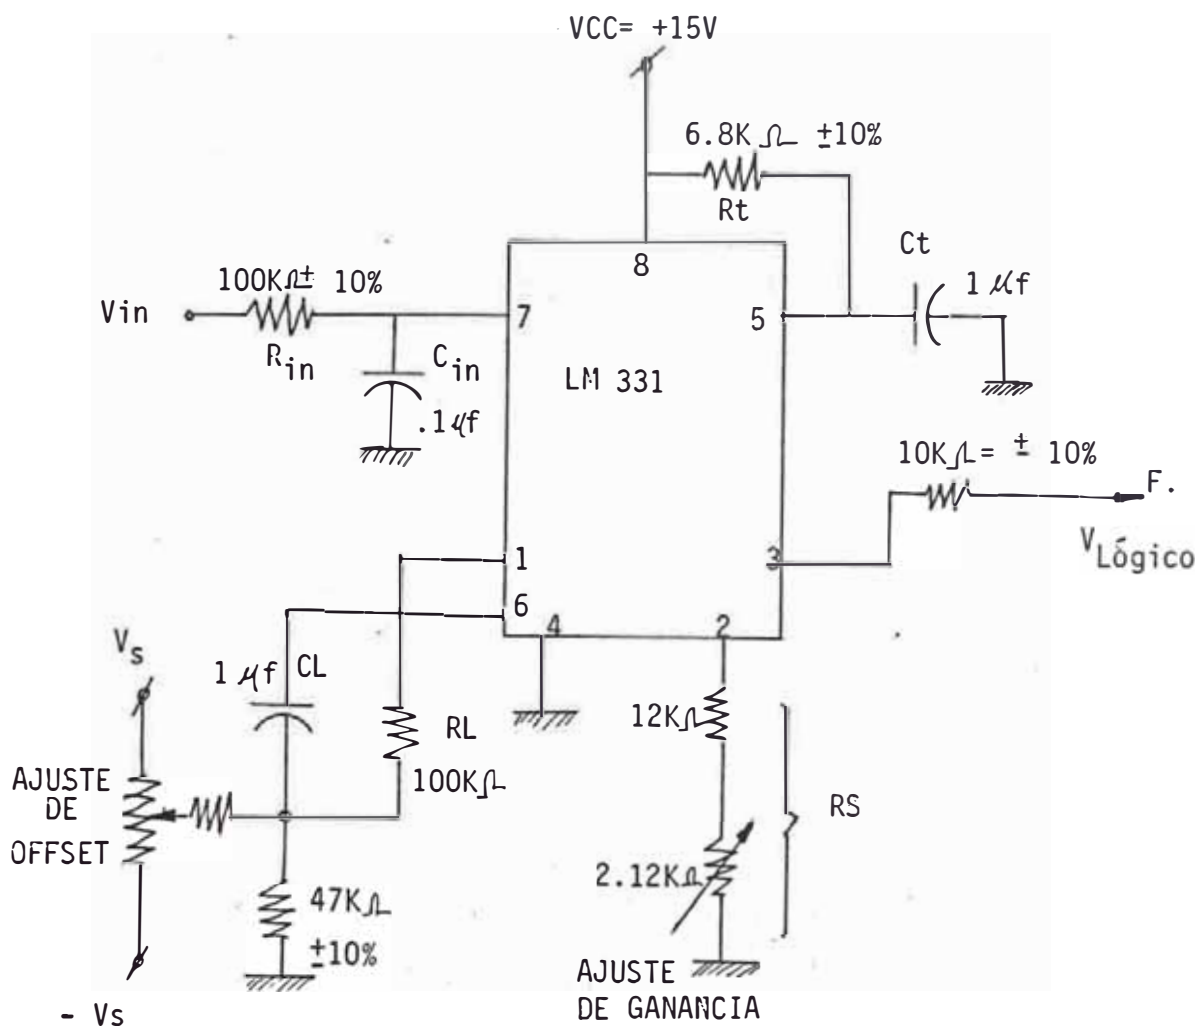 VCC= +15V
6.8K Ω ±10%
Rt
Ct
1 μf
8
100KΩ± 10%
Vin
7
5
Rin
Cin
.1μf
LM 331
10KΩ= ± 10%
F.
VLógico
1
3
6
4
2
Vs
1 μf CL
12KΩ
RL
100KΩ
AJUSTE
DE
OFFSET
RS
2.12KΩ
47KΩ
±10%
AJUSTE
DE GANANCIA
- Vs